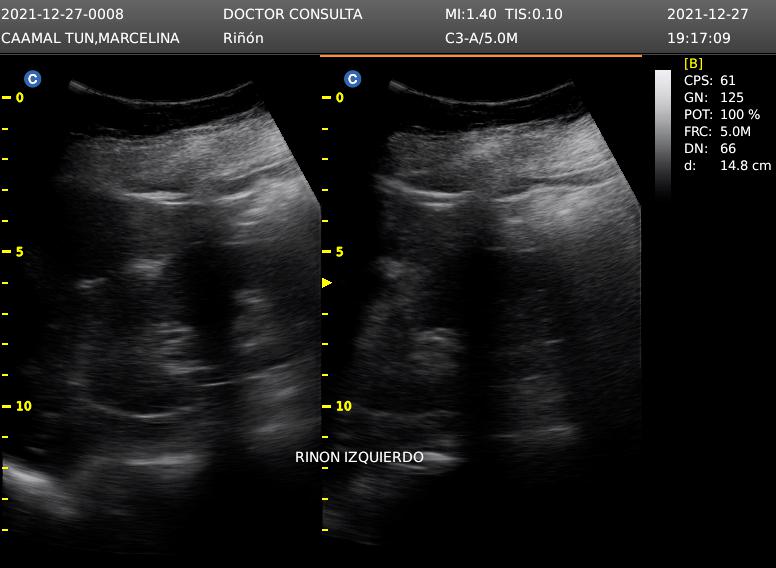 2021-12-27-0008 DOCTOR CONSULTA MI:1.40 TIS:0.10 2021-12-27
CAAMAL TUN,MARCELINA Riñón C3-A/5.0M 19:17:09
[B]
C C
CPS: 61
0 0
GN: 125
POT: 100 %
FRC: 5.0M
DN: 66
d: 14.8 cm
5 5
10 10
RINON IZQUIERDO